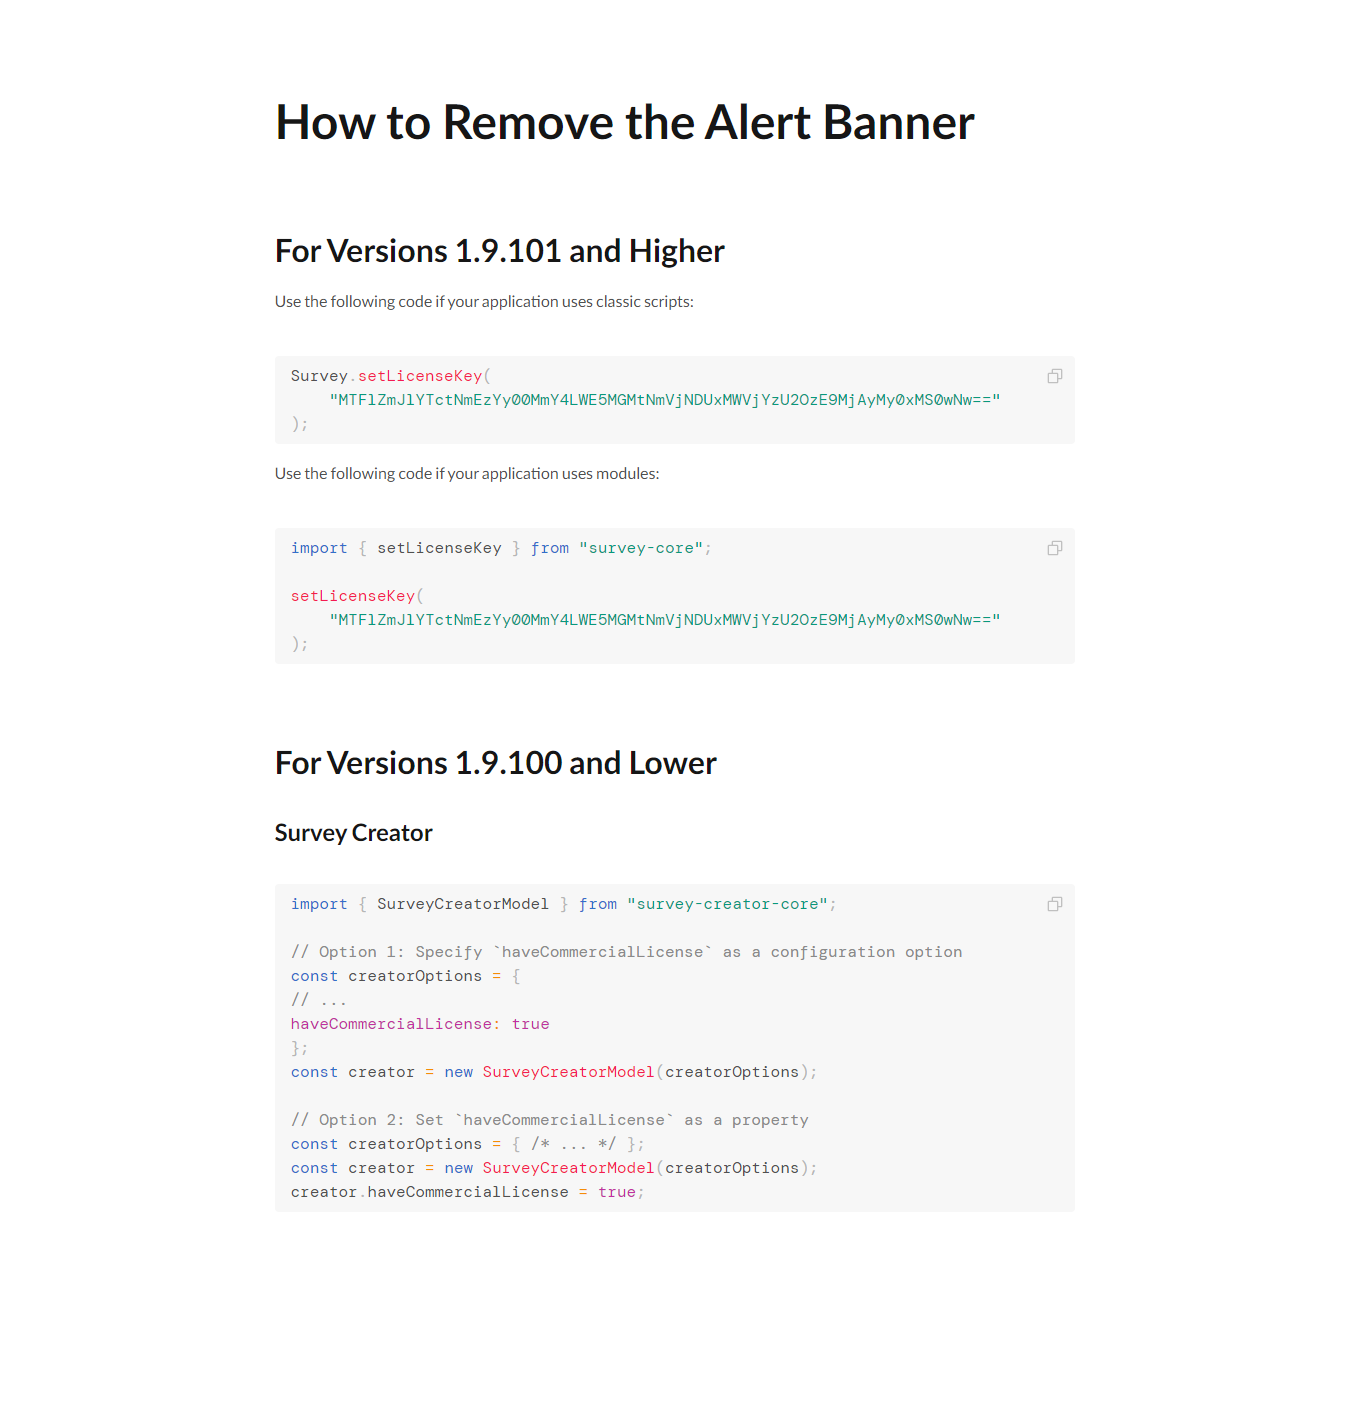 How to Remove the Alert Banner
For Versions 1.9.101 and Higher
Use the following code if your application uses classic scripts:
Survey.setLicenseKey(
"MTFlZmJlYTctNmEzYy00MmY4LWE5MGMtNmVjNDUxMWVjYzU2OzE9MjAyMy0xMS0wNw=="
);
Use the following code if your application uses modules:
import { setLicenseKey } from "survey-core";
setLicenseKey(
"MTFlZmJlYTctNmEzYy00MmY4LWE5MGMtNmVjNDUxMWVjYzU2OzE9MjAyMy0xMS0wNw=="
);
For Versions 1.9.100 and Lower
Survey Creator
import { SurveyCreatorModel } from "survey-creator-core";
// Option 1: Specify `haveCommercialLicense` as a configuration option
const creatorOptions = {
// ...
haveCommercialLicense: true
};
const creator = new SurveyCreatorModel(creatorOptions);
// Option 2: Set `haveCommercialLicense` as a property
const creatorOptions = { /* ... */ };
const creator = new SurveyCreatorModel(creatorOptions);
creator.haveCommercialLicense = true;